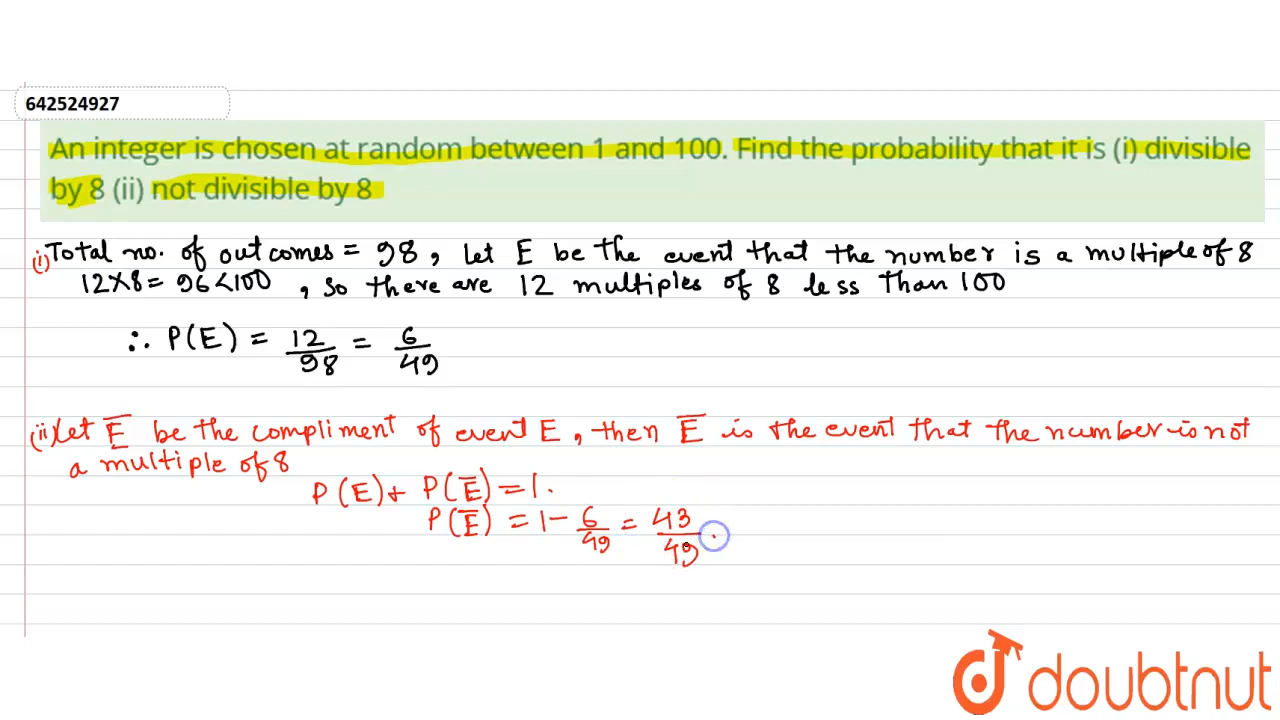 642524927
An integer is chosen at random between 1 and 100. Find the probability that it is (i) divisible
by 8 (ii) not divisible by 8
(i) Total no. of outcomes = 98, let E be the event that the number is a multiple of 8
12×8 = 96<100, so there are 12 multiples of 8 less than 100
∴ P(E) = 12/98 = 6/49
(ii) Let E̅ be the compliment of event E, then E̅ is the event that the number is not
a multiple of 8
P(E) + P(E̅) = 1.
P(E̅) = 1 - 6/49 = 43/49.
doubtnut